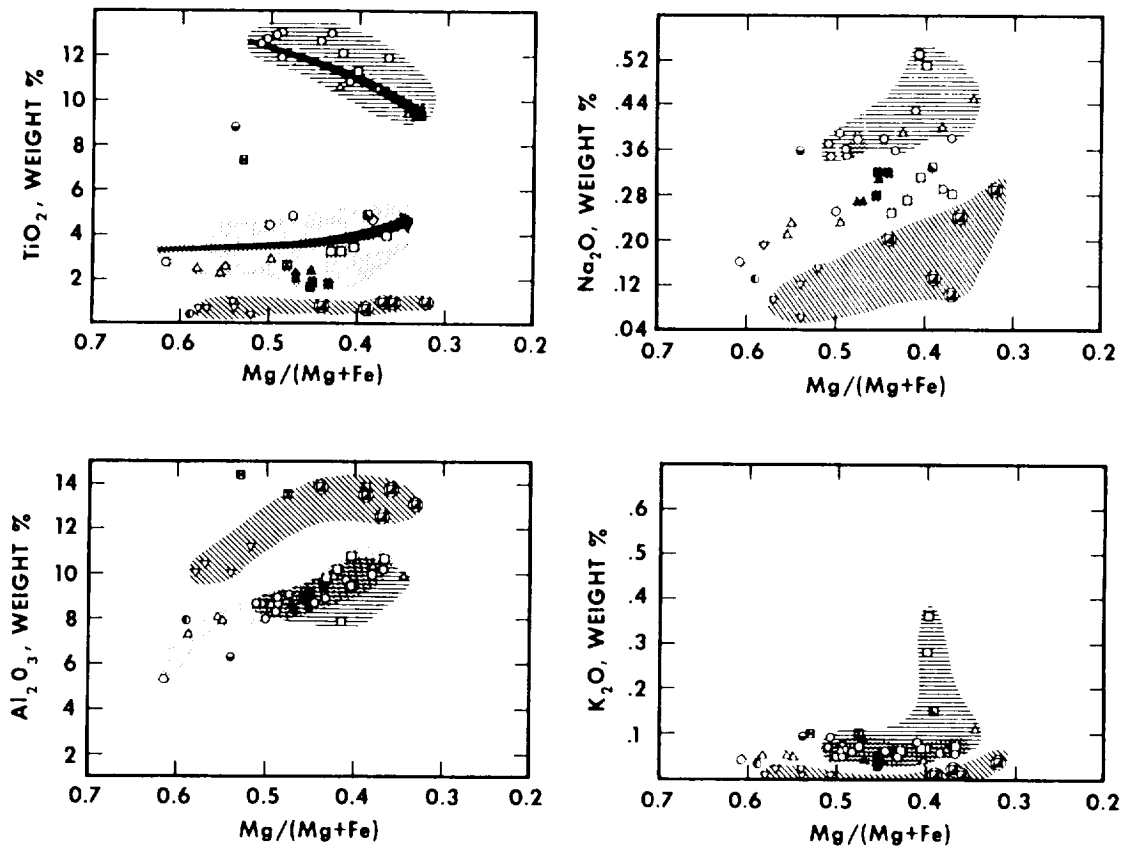 TiO2, WEIGHT %
12
10
8
6
4
2
0.7 0.6 0.5 0.4 0.3 0.2
Mg/(Mg+Fe)
Na2O, WEIGHT %
.52
.44
.36
.28
.20
.12
.04
0.7 0.6 0.5 0.4 0.3 0.2
Mg/(Mg+Fe)
Al2O3, WEIGHT %
14
12
10
8
6
4
2
0.7 0.6 0.5 0.4 0.3 0.2
Mg/(Mg+Fe)
K2O, WEIGHT %
.6
.5
.4
.3
.2
.1
0.7 0.6 0.5 0.4 0.3 0.2
Mg/(Mg+Fe)